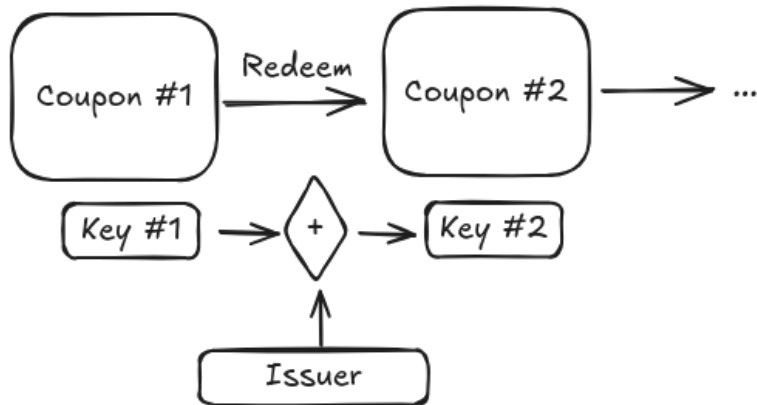 Coupon #1
Redeem
Coupon #2
...
Key #1
+
Key #2
Issuer